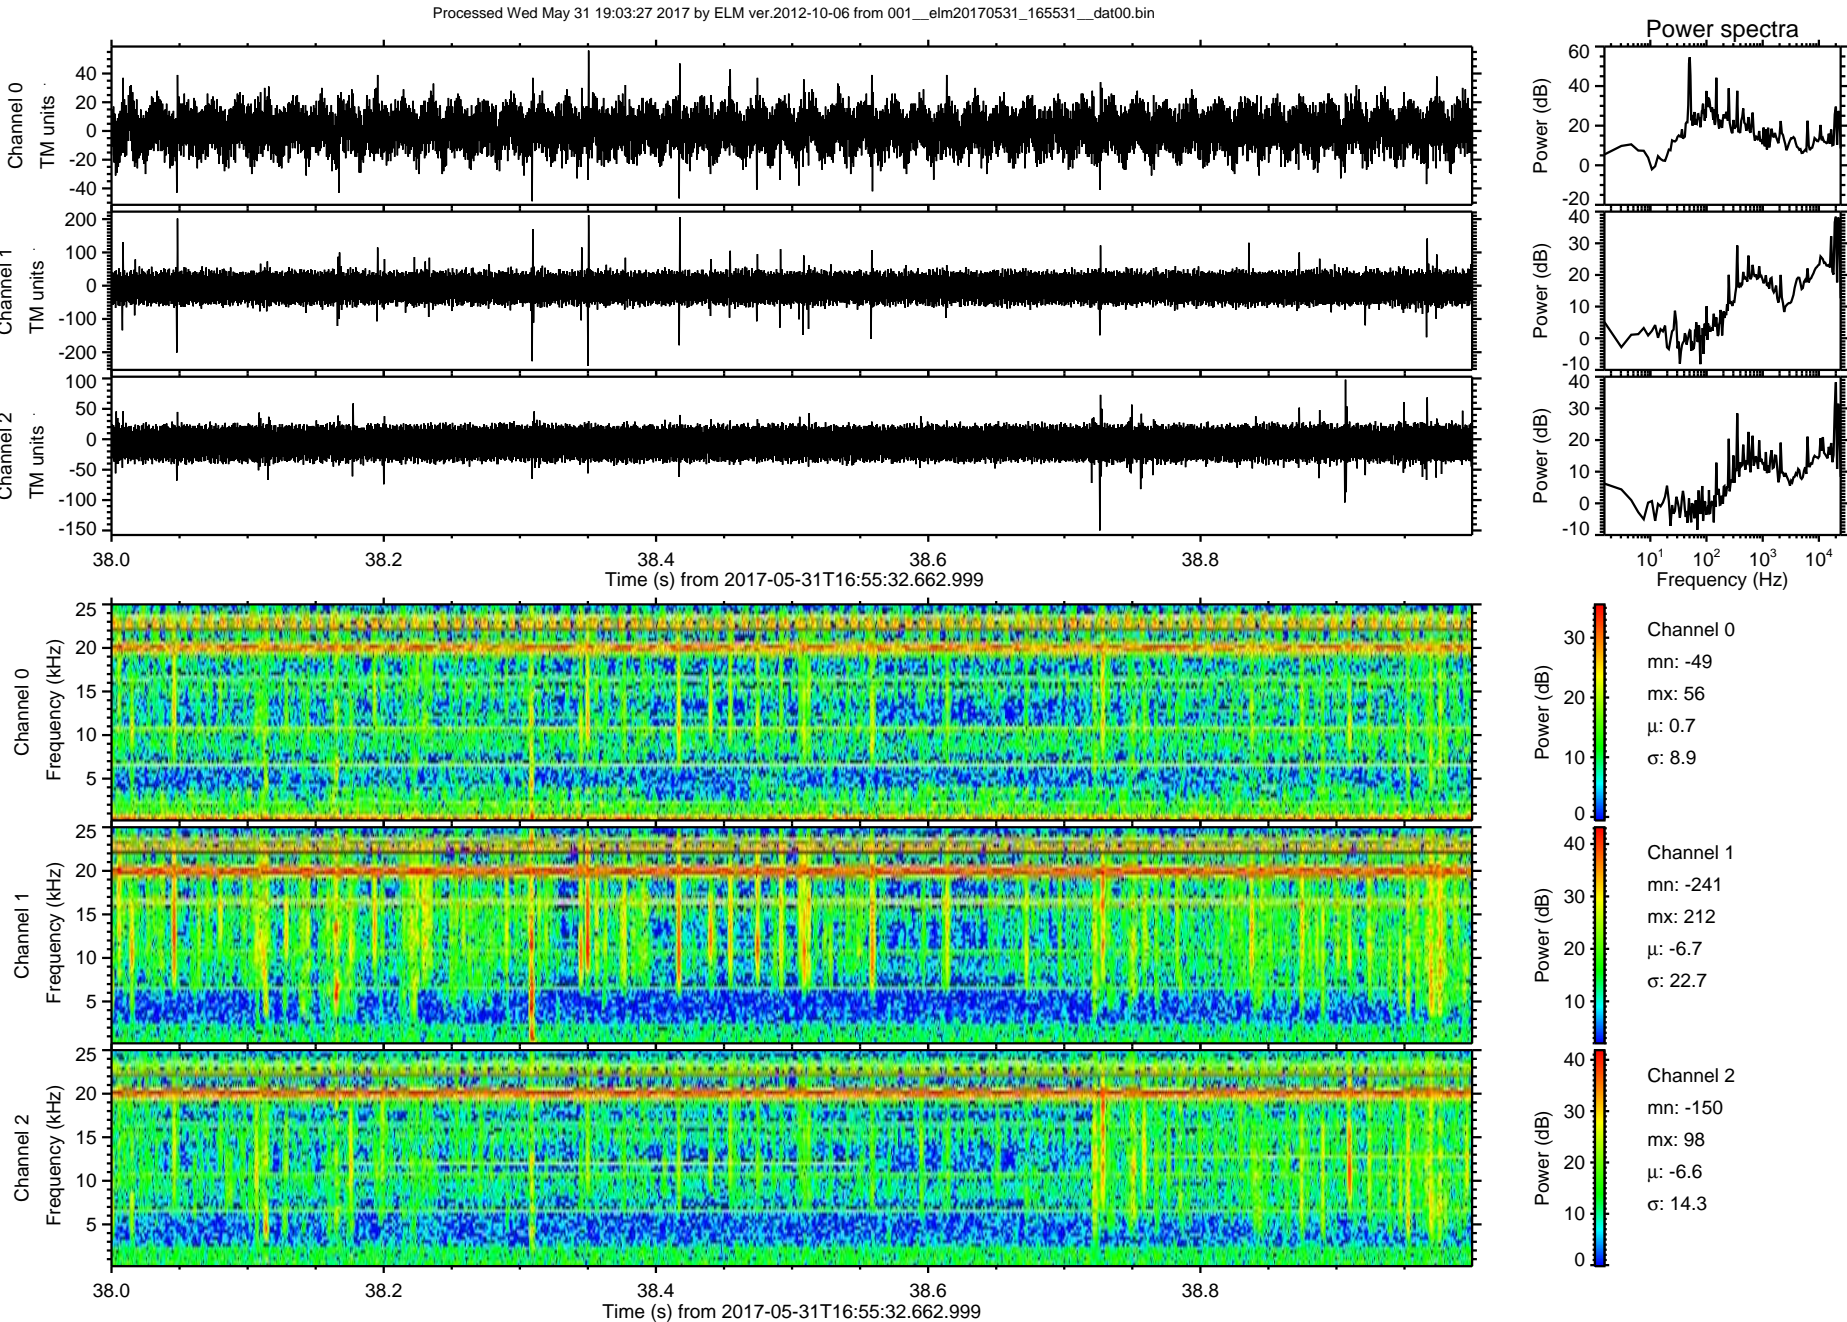 Processed Wed May 31 19:03:27 2017 by ELM ver.2012-10-06 from 001__elm20170531_165531__dat00.bin
Power spectra
Channel 0
TM units
40
20
0
-20
-40
Power (dB)
60
40
20
0
-20
Channel 1
TM units
200
100
0
-100
-200
Power (dB)
40
30
20
10
0
-10
Channel 2
TM units
100
50
0
-50
-100
-150
Power (dB)
40
30
20
10
0
-10
38.0 38.2 38.4 38.6 38.8
Time (s) from 2017-05-31T16:55:32.662.999
10^1 10^2 10^3 10^4
Frequency (Hz)
Channel 0
Frequency (kHz)
25
20
15
10
5
Power (dB)
30
20
10
0
Channel 0
mn: -49
mx: 56
μ: 0.7
σ: 8.9
Channel 1
Frequency (kHz)
25
20
15
10
5
Power (dB)
40
30
20
10
Channel 1
mn: -241
mx: 212
μ: -6.7
σ: 22.7
Channel 2
Frequency (kHz)
25
20
15
10
5
Power (dB)
40
30
20
10
0
Channel 2
mn: -150
mx: 98
μ: -6.6
σ: 14.3
38.0 38.2 38.4 38.6 38.8
Time (s) from 2017-05-31T16:55:32.662.999